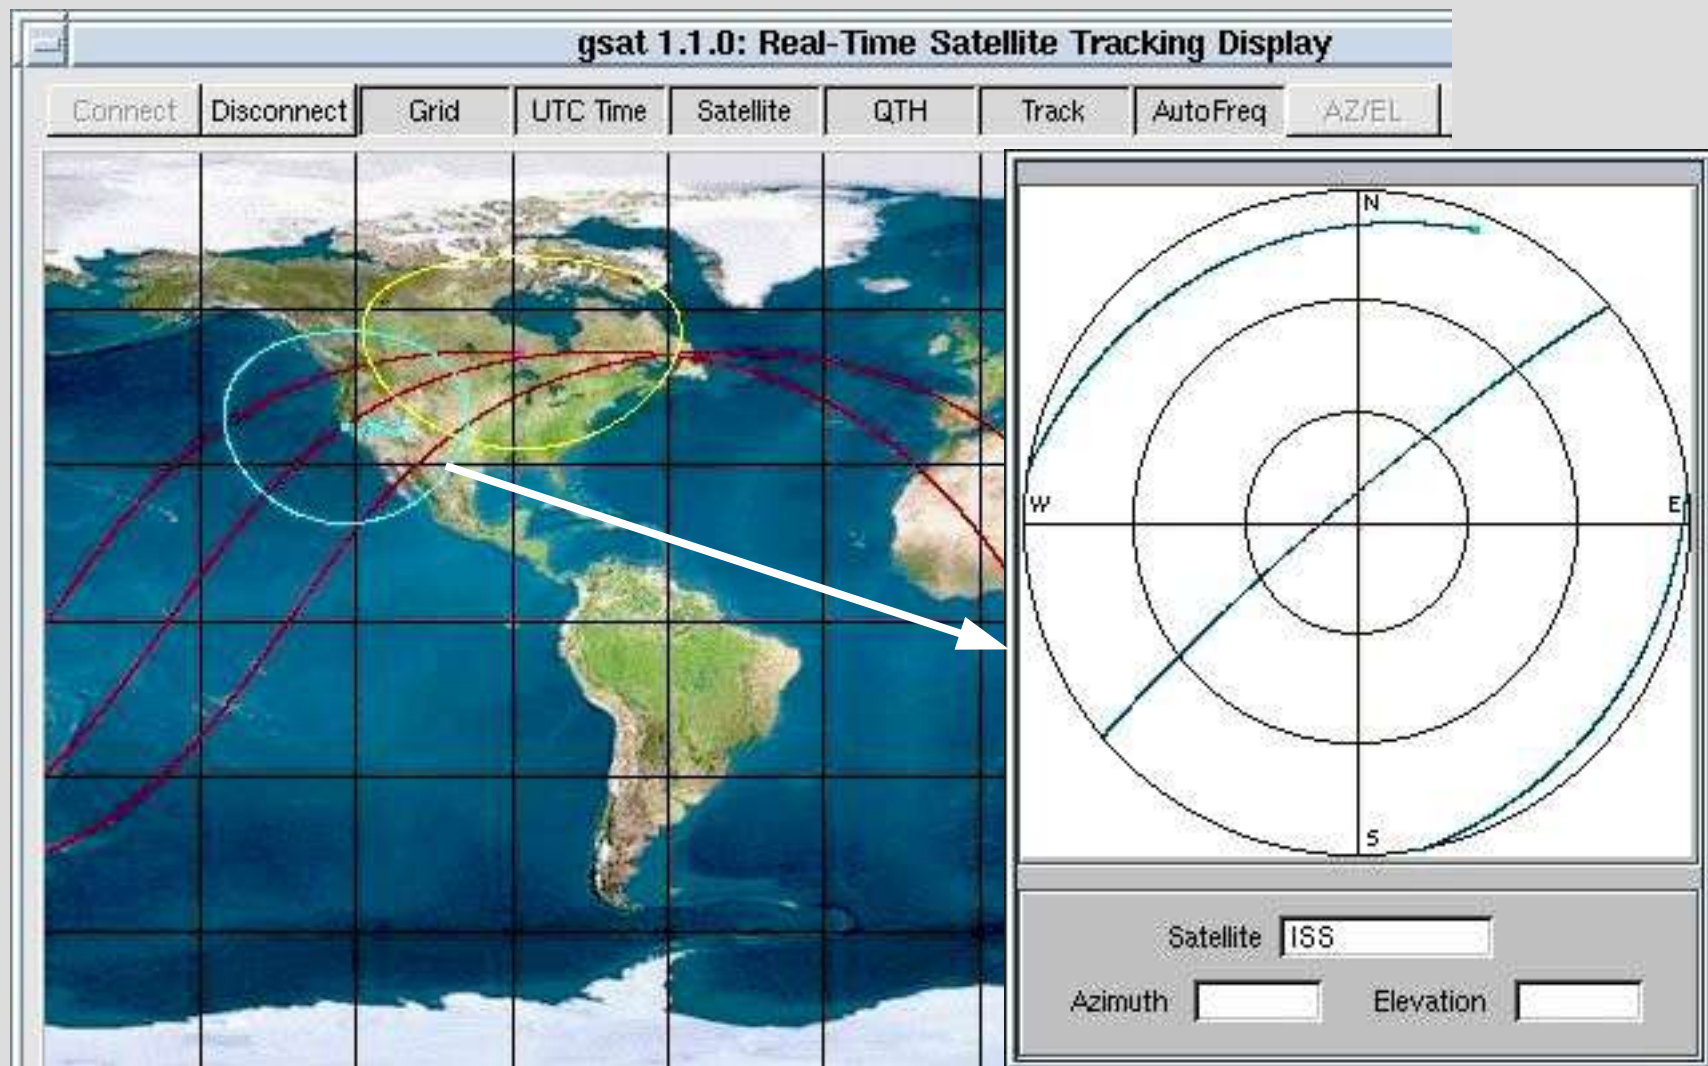 gsat 1.1.0: Real-Time Satellite Tracking Display
Connect Disconnect Grid UTC Time Satellite QTH Track AutoFreq AZ/EL
N
W E
S
Satellite ISS
Azimuth Elevation